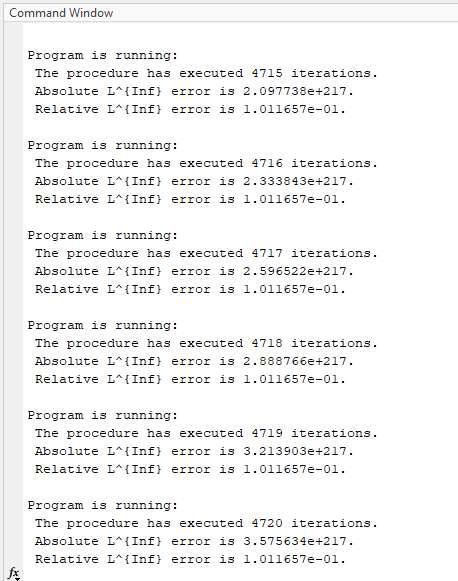 Command Window
Program is running:
The procedure has executed 4715 iterations.
Absolute L^{Inf} error is 2.097738e+217.
Relative L^{Inf} error is 1.011657e-01.
Program is running:
The procedure has executed 4716 iterations.
Absolute L^{Inf} error is 2.333843e+217.
Relative L^{Inf} error is 1.011657e-01.
Program is running:
The procedure has executed 4717 iterations.
Absolute L^{Inf} error is 2.596522e+217.
Relative L^{Inf} error is 1.011657e-01.
Program is running:
The procedure has executed 4718 iterations.
Absolute L^{Inf} error is 2.888766e+217.
Relative L^{Inf} error is 1.011657e-01.
Program is running:
The procedure has executed 4719 iterations.
Absolute L^{Inf} error is 3.213903e+217.
Relative L^{Inf} error is 1.011657e-01.
Program is running:
The procedure has executed 4720 iterations.
Absolute L^{Inf} error is 3.575634e+217.
Relative L^{Inf} error is 1.011657e-01.
fx